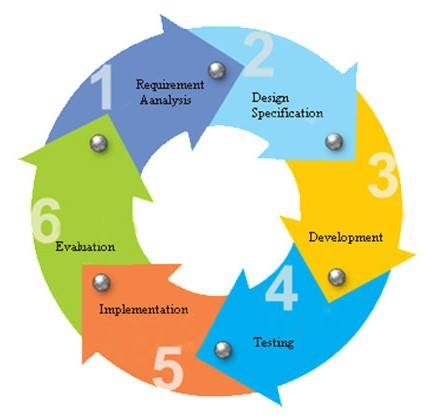 1
Requirement
Aanalysis
2
Design
Specification
3
Development
4
Testing
5
Implementation
6
Evaluation